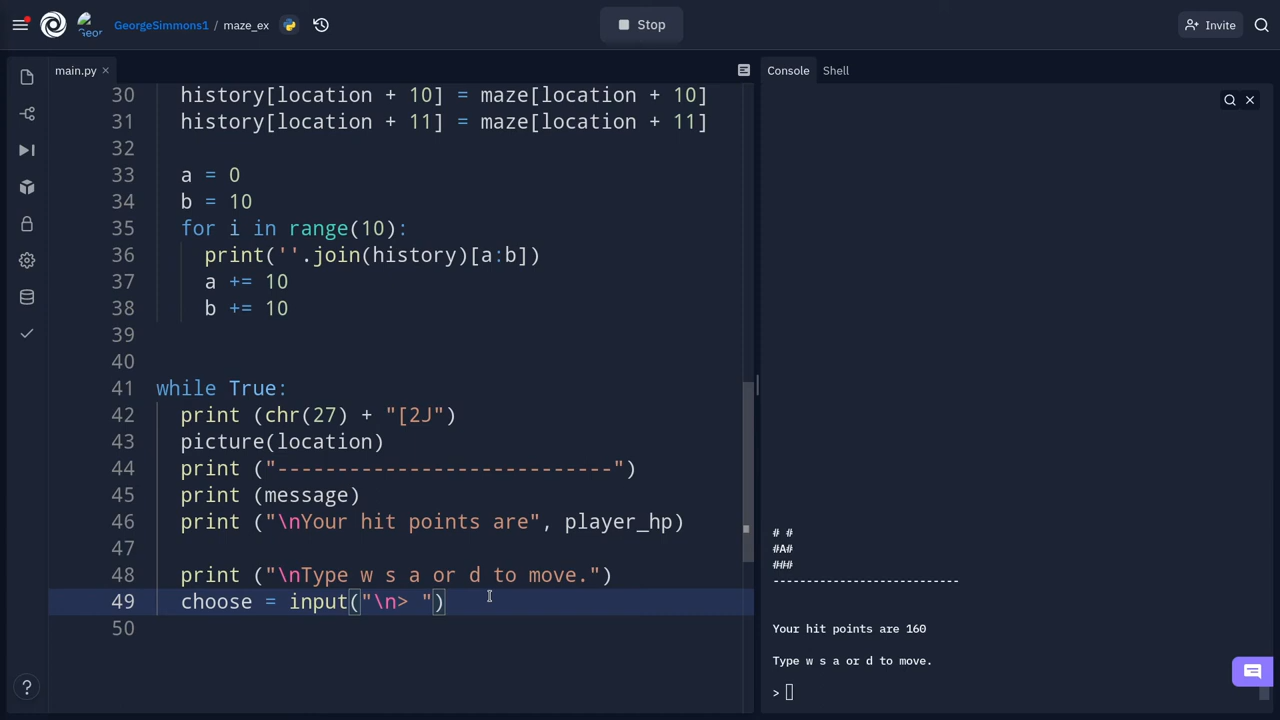 Geor
GeorgeSimmons1 / maze_ex
Stop
Invite
main.py
30 history[location + 10] = maze[location + 10]
31 history[location + 11] = maze[location + 11]
32
33 a = 0
34 b = 10
35 for i in range(10):
36 print(''.join(history)[a:b])
37 a += 10
38 b += 10
39
40
41 while True:
42 print (chr(27) + "[2J")
43 picture(location)
44 print ("----------------------------")
45 print (message)
46 print ("\nYour hit points are", player_hp)
47
48 print ("\nType w s a or d to move.")
49 choose = input("\n> ")
50
Console Shell
# #
#A#
###
----------------------------
Your hit points are 160
Type w s a or d to move.
>
?